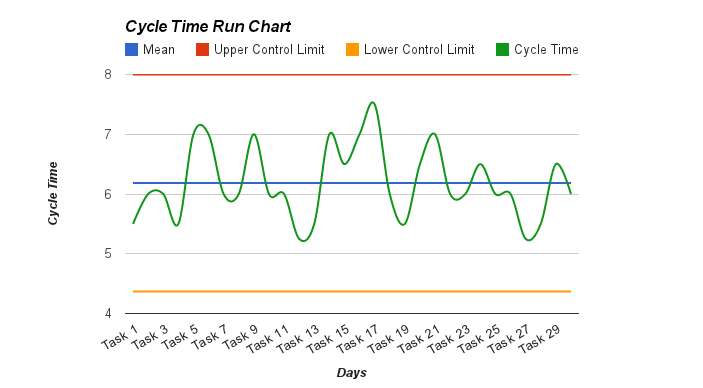 Cycle Time Run Chart
Mean Upper Control Limit Lower Control Limit Cycle Time
8
7
6
5
4
Cycle Time
Task 1 Task 3 Task 5 Task 7 Task 9 Task 11 Task 13 Task 15 Task 17 Task 19 Task 21 Task 23 Task 25 Task 27 Task 29
Days